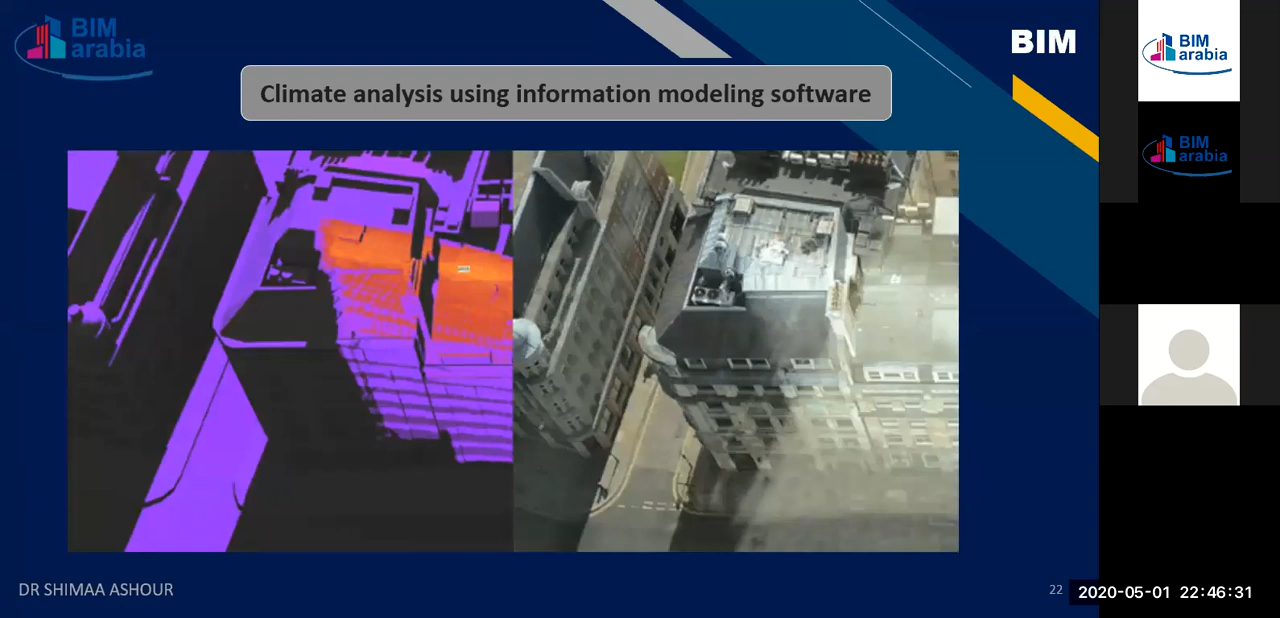 BIM
arabia
BIM
Climate analysis using information modeling software
DR SHIMAA ASHOUR
22
BIM
arabia
BIM
arabia
2020-05-01 22:46:31